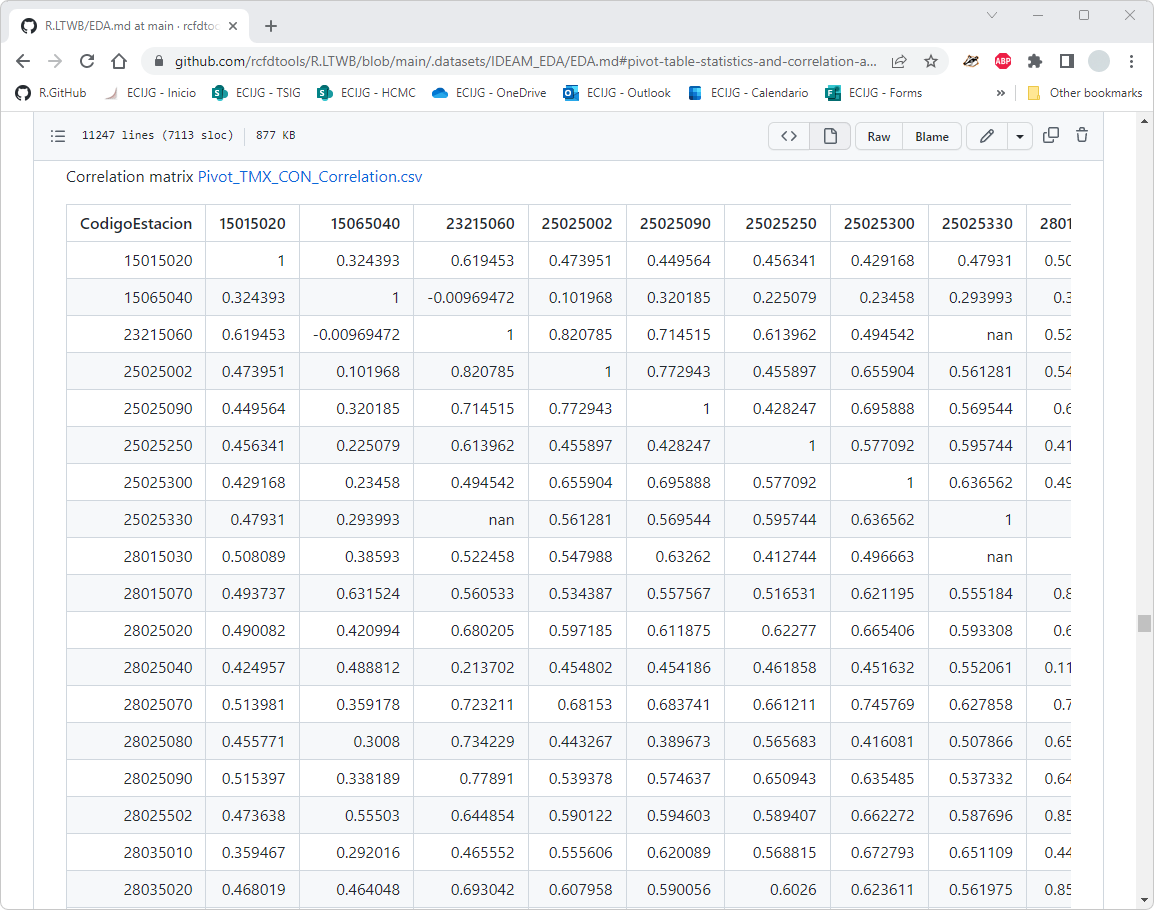 R.LTWB/EDA.md at main · rcfdtoo
github.com/rcfdtools/R.LTWB/blob/main/.datasets/IDEAM_EDA/EDA.md#pivot-table-statistics-and-correlation-a...
ABP
R.GitHub ECIJG - Inicio ECIJG - TSIG ECIJG - HCMC ECIJG - OneDrive ECIJG - Outlook ECIJG - Calendario ECIJG - Forms » Other bookmarks
11247 lines (7113 sloc) 877 KB <> Raw Blame
Correlation matrix Pivot_TMX_CON_Correlation.csv
CodigoEstacion 15015020 15065040 23215060 25025002 25025090 25025250 25025300 25025330 2801
15015020 1 0.324393 0.619453 0.473951 0.449564 0.456341 0.429168 0.47931 0.50
15065040 0.324393 1 -0.00969472 0.101968 0.320185 0.225079 0.23458 0.293993 0.3
23215060 0.619453 -0.00969472 1 0.820785 0.714515 0.613962 0.494542 nan 0.52
25025002 0.473951 0.101968 0.820785 1 0.772943 0.455897 0.655904 0.561281 0.54
25025090 0.449564 0.320185 0.714515 0.772943 1 0.428247 0.695888 0.569544 0.6
25025250 0.456341 0.225079 0.613962 0.455897 0.428247 1 0.577092 0.595744 0.41
25025300 0.429168 0.23458 0.494542 0.655904 0.695888 0.577092 1 0.636562 0.49
25025330 0.47931 0.293993 nan 0.561281 0.569544 0.595744 0.636562 1
28015030 0.508089 0.38593 0.522458 0.547988 0.63262 0.412744 0.496663 nan
28015070 0.493737 0.631524 0.560533 0.534387 0.557567 0.516531 0.621195 0.555184 0.8
28025020 0.490082 0.420994 0.680205 0.597185 0.611875 0.62277 0.665406 0.593308 0.6
28025040 0.424957 0.488812 0.213702 0.454802 0.454186 0.461858 0.451632 0.552061 0.11
28025070 0.513981 0.359178 0.723211 0.68153 0.683741 0.661211 0.745769 0.627858 0.7
28025080 0.455771 0.3008 0.734229 0.443267 0.389673 0.565683 0.416081 0.507866 0.65
28025090 0.515397 0.338189 0.77891 0.539378 0.574637 0.650943 0.635485 0.537332 0.64
28025502 0.473638 0.55503 0.644854 0.590122 0.594603 0.589407 0.662272 0.587696 0.85
28035010 0.359467 0.292016 0.465552 0.555606 0.620089 0.568815 0.672793 0.651109 0.44
28035020 0.468019 0.464048 0.693042 0.607958 0.590056 0.6026 0.623611 0.561975 0.85